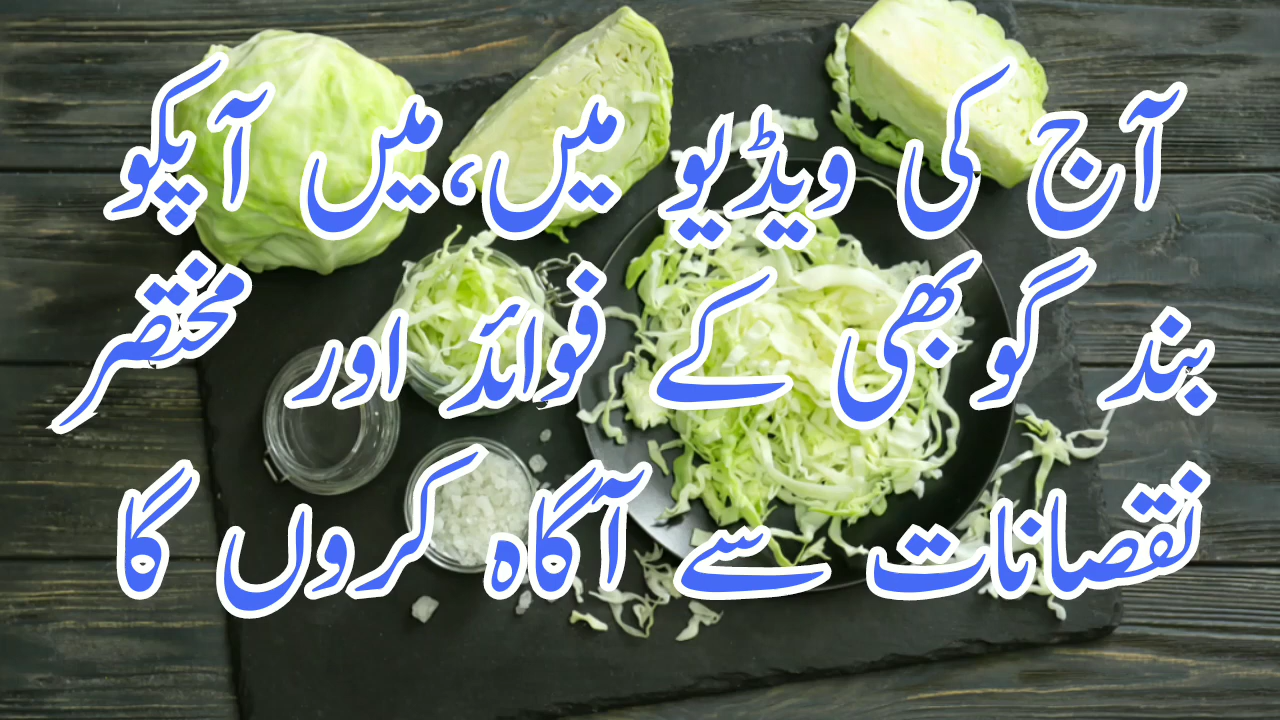 آج کی ویڈیو میں،میں آپکو
بند گوبھی کے فوائد اور مختصر
نقصانات سے آگاہ کروں گا